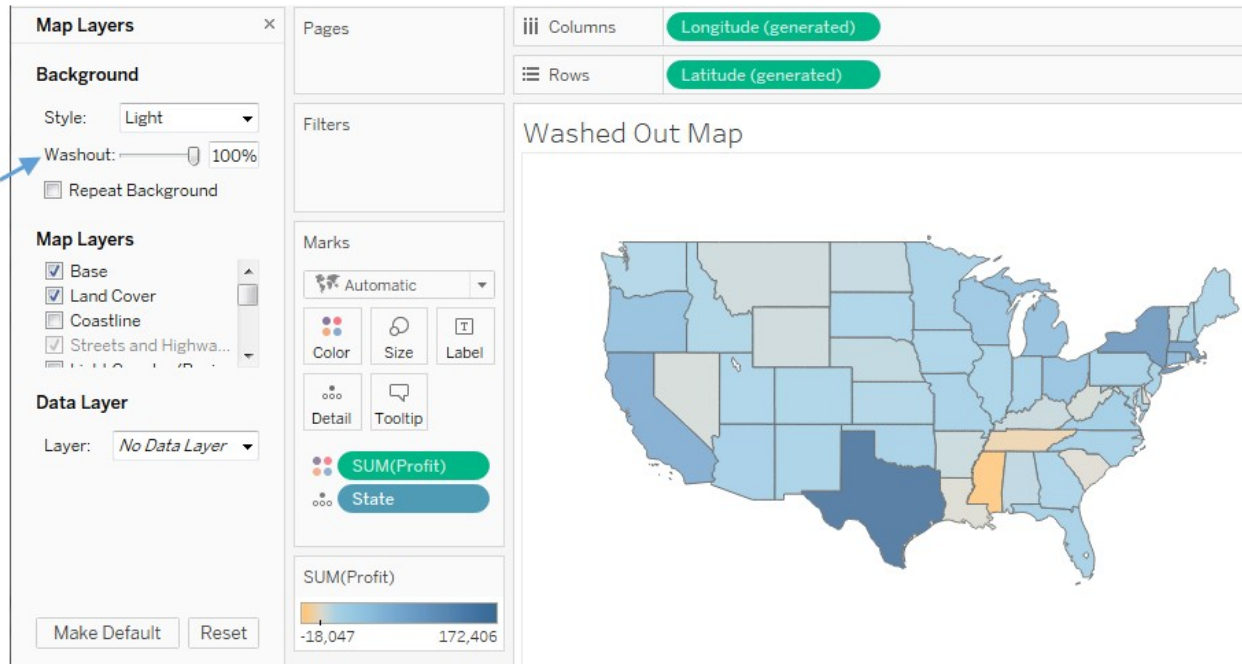 Map Layers
Background
Style: Light
Washout: 100%
Repeat Background
Map Layers
Base
Land Cover
Coastline
Streets and Highwa...
Data Layer
Layer: No Data Layer
Make Default Reset
Pages
Filters
Marks
Automatic
Color Size Label
Detail Tooltip
SUM(Profit)
State
SUM(Profit)
-18,047 172,406
Columns Longitude (generated)
Rows Latitude (generated)
Washed Out Map